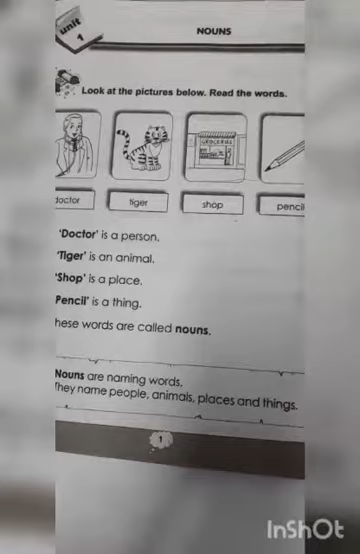 unit
1
NOUNS
Look at the pictures below. Read the words.
GROCERIES
doctor
tiger
shop
pencil
'Doctor' is a person.
'Tiger' is an animal.
'Shop' is a place.
Pencil' is a thing.
hese words are called nouns.
Nouns are naming words.
They name people, animals, places and things.
1
InShOt